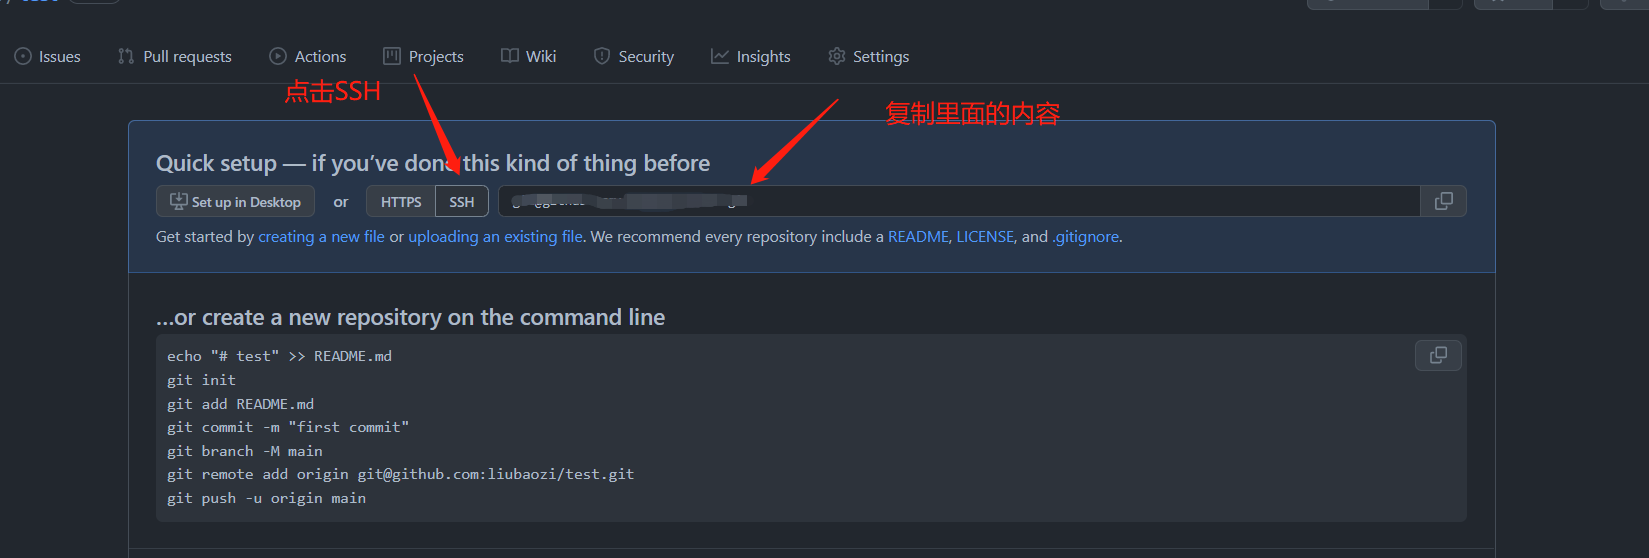 Issues
Pull requests
Actions
Projects
Wiki
Security
Insights
Settings
点击SSH
复制里面的内容
Quick setup — if you’ve done this kind of thing before
Set up in Desktop
or
HTTPS
SSH
Get started by creating a new file or uploading an existing file. We recommend every repository include a README, LICENSE, and .gitignore.
…or create a new repository on the command line
echo "# test" >> README.md
git init
git add README.md
git commit -m "first commit"
git branch -M main
git remote add origin git@github.com:liubaozi/test.git
git push -u origin main